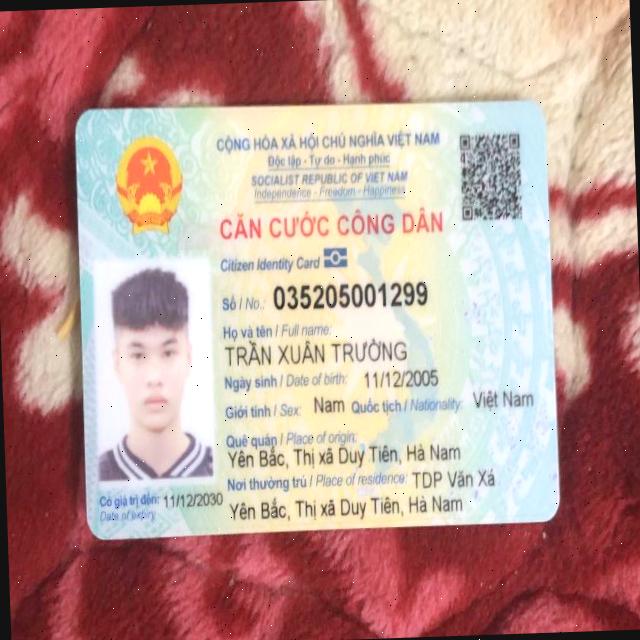 CỘNG HÒA XÃ HỘI CHỦ NGHĨA VIỆT NAM
Độc lập - Tự do - Hạnh phúc
SOCIALIST REPUBLIC OF VIET NAM
Independence - Freedom - Happiness
CĂN CƯỚC CÔNG DÂN
Citizen Identity Card
Số / No.: 035205001299
Họ và tên / Full name:
TRẦN XUÂN TRƯỜNG
Ngày sinh / Date of birth: 11/12/2005
Giới tính / Sex: Nam Quốc tịch / Nationality: Việt Nam
Quê quán / Place of origin:
Yên Bắc, Thị xã Duy Tiên, Hà Nam
Nơi thường trú / Place of residence: TDP Văn Xá
Yên Bắc, Thị xã Duy Tiên, Hà Nam
Có giá trị đến: 11/12/2030
Date of expiry